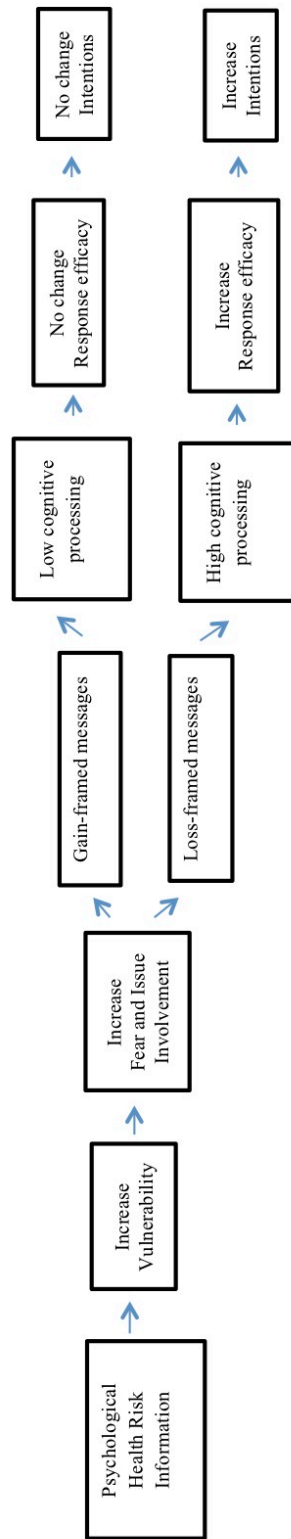 Psychological
Health Risk
Information
Increase
Vulnerability
Increase
Fear and Issue
Involvement
Gain-framed messages
Low cognitive
processing
No change
Response efficacy
No change
Intentions
Loss-framed messages
High cognitive
processing
Increase
Response efficacy
Increase
Intentions